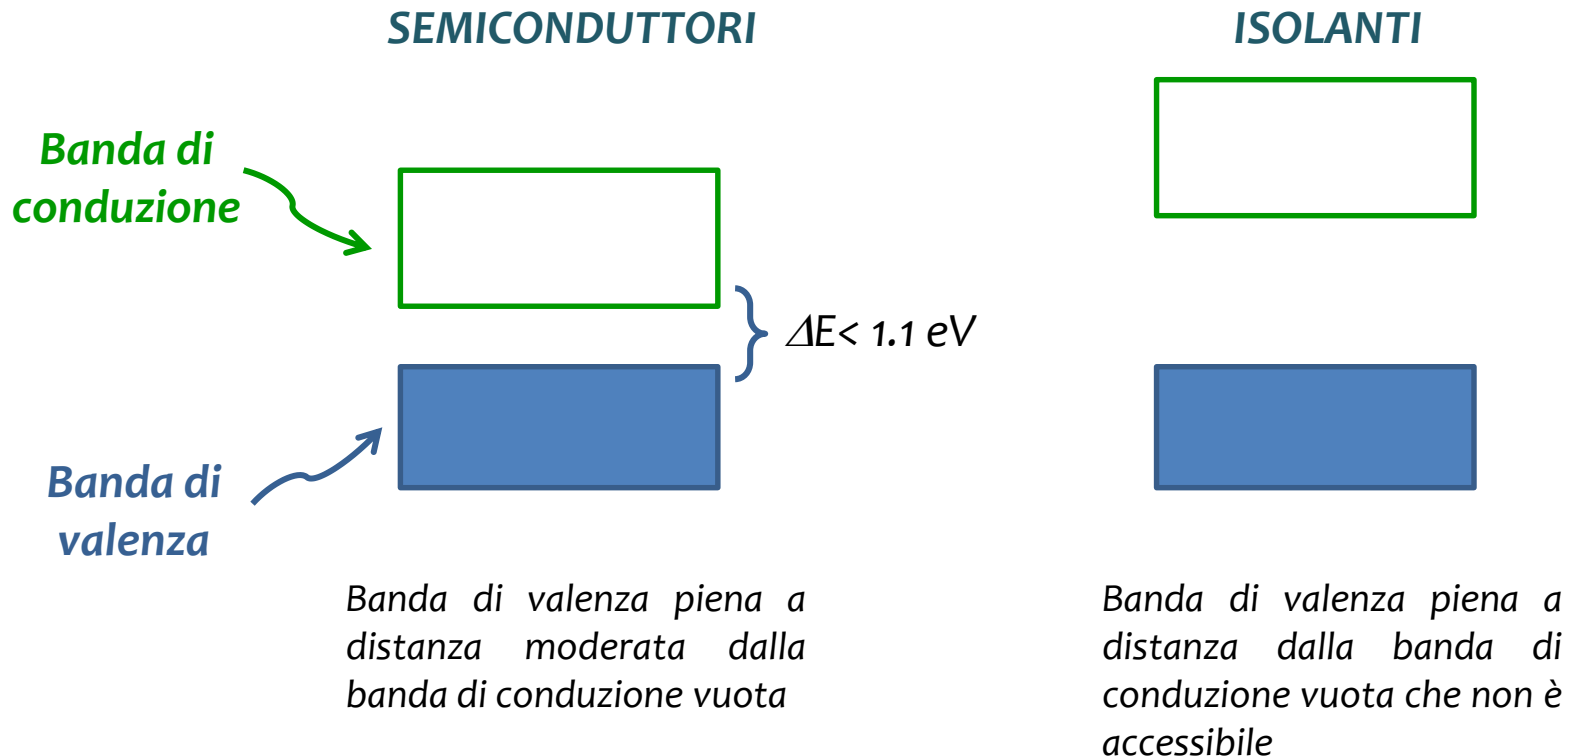 SEMICONDUTTORI
ISOLANTI
Banda di
conduzione
ΔE< 1.1 eV
Banda di
valenza
Banda di valenza piena a
distanza moderata dalla
banda di conduzione vuota
Banda di valenza piena a
distanza dalla banda di
conduzione vuota che non è
accessibile